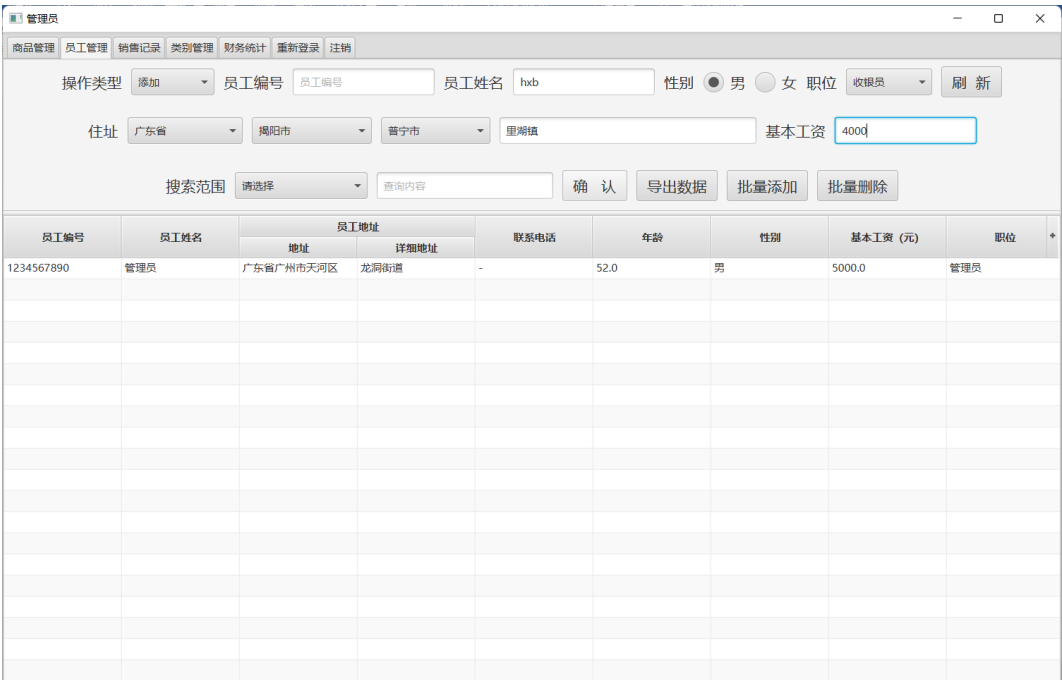 管理员
商品管理 员工管理 销售记录 类别管理 财务统计 重新登录 注销
操作类型 添加 员工编号 员工编号 员工姓名 hxb 性别 男 女 职位 收银员 刷 新
住址 广东省 揭阳市 普宁市 里湖镇 基本工资 4000
搜索范围 请选择 查询内容 确 认 导出数据 批量添加 批量删除
员工编号 员工姓名 员工地址 联系电话 年龄 性别 基本工资 (元) 职位 +
地址 详细地址
1234567890 管理员 广东省广州市天河区 龙洞街道 - 52.0 男 5000.0 管理员